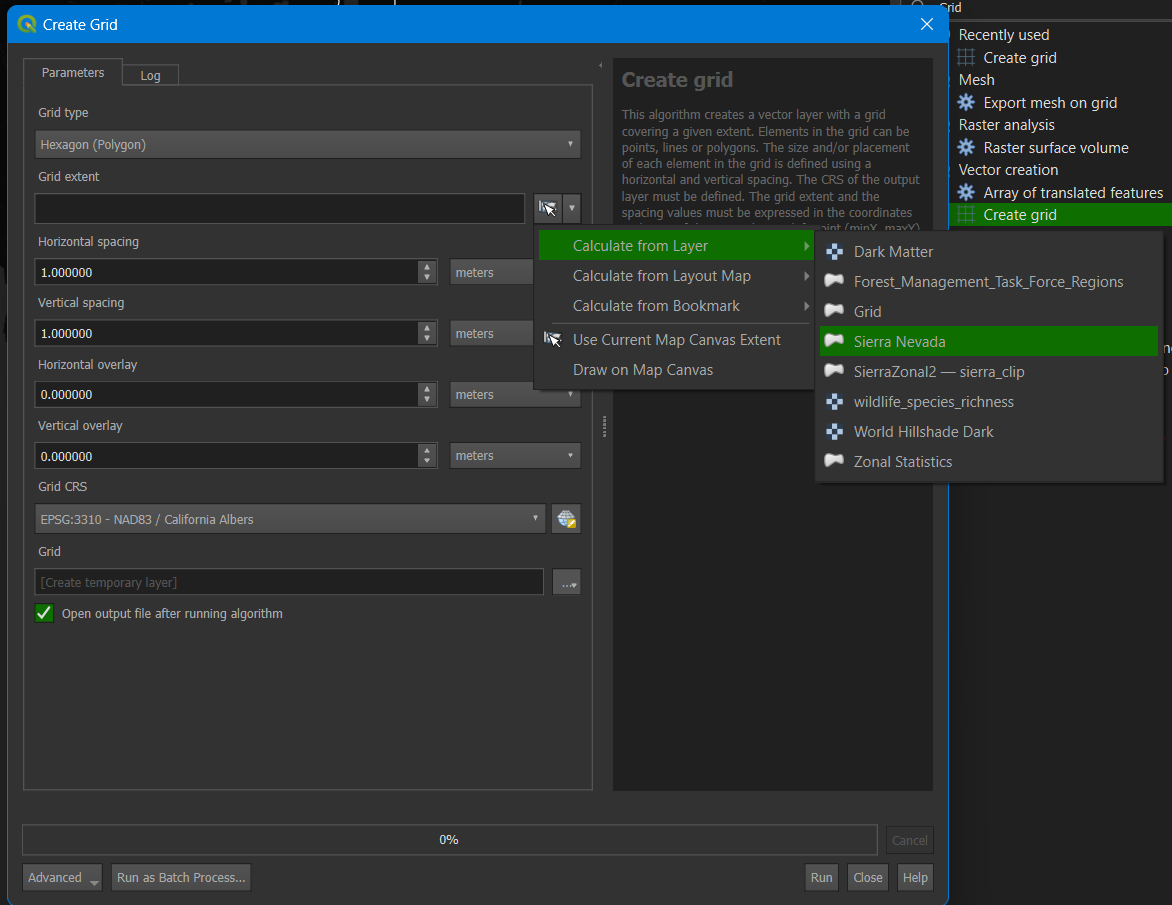 Create Grid
Parameters
Log
Grid type
Hexagon (Polygon)
Grid extent
Horizontal spacing
1.000000
meters
Vertical spacing
1.000000
meters
Horizontal overlay
0.000000
meters
Vertical overlay
0.000000
meters
Grid CRS
EPSG:3310 - NAD83 / California Albers
Grid
[Create temporary layer]
...
Open output file after running algorithm
Create grid
This algorithm creates a vector layer with a grid
covering a given extent. Elements in the grid can be
points, lines or polygons. The size and/or placement
of each element in the grid is defined using a
horizontal and vertical spacing. The CRS of the output
layer must be defined. The grid extent and the
spacing values must be expressed in the coordinates
Calculate from Layer
Calculate from Layout Map
Calculate from Bookmark
Use Current Map Canvas Extent
Draw on Map Canvas
Dark Matter
Forest_Management_Task_Force_Regions
Grid
Sierra Nevada
SierraZonal2 — sierra_clip
wildlife_species_richness
World Hillshade Dark
Zonal Statistics
0%
Cancel
Advanced
Run as Batch Process...
Run
Close
Help
Grid
Recently used
Create grid
Mesh
Export mesh on grid
Raster analysis
Raster surface volume
Vector creation
Array of translated features
Create grid